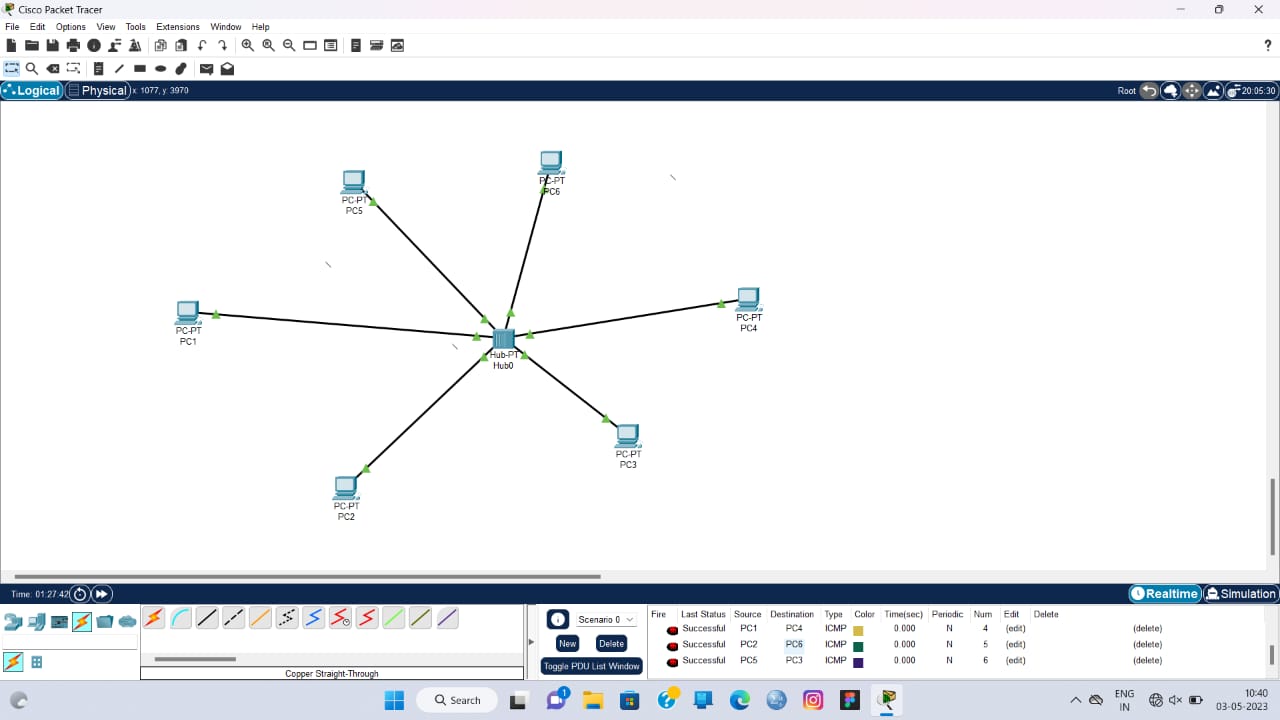 Cisco Packet Tracer
File Edit Options View Tools Extensions Window Help
?
Logical Physical x: 1077, y: 3970 Root 20:05:30
PC-PT
PC6
PC-PT
PC5
PC-PT
PC4
PC-PT
PC1
Hub-PT
Hub0
PC-PT
PC3
PC-PT
PC2
Time: 01:27:42 Realtime Simulation
Scenario 0
New Delete
Toggle PDU List Window
Copper Straight-Through
Fire Last Status Source Destination Type Color Time(sec) Periodic Num Edit Delete
Successful PC1 PC4 ICMP 0.000 N 4 (edit) (delete)
Successful PC2 PC6 ICMP 0.000 N 5 (edit) (delete)
Successful PC5 PC3 ICMP 0.000 N 6 (edit) (delete)
Search
1
ENG
IN
10:40
03-05-2023